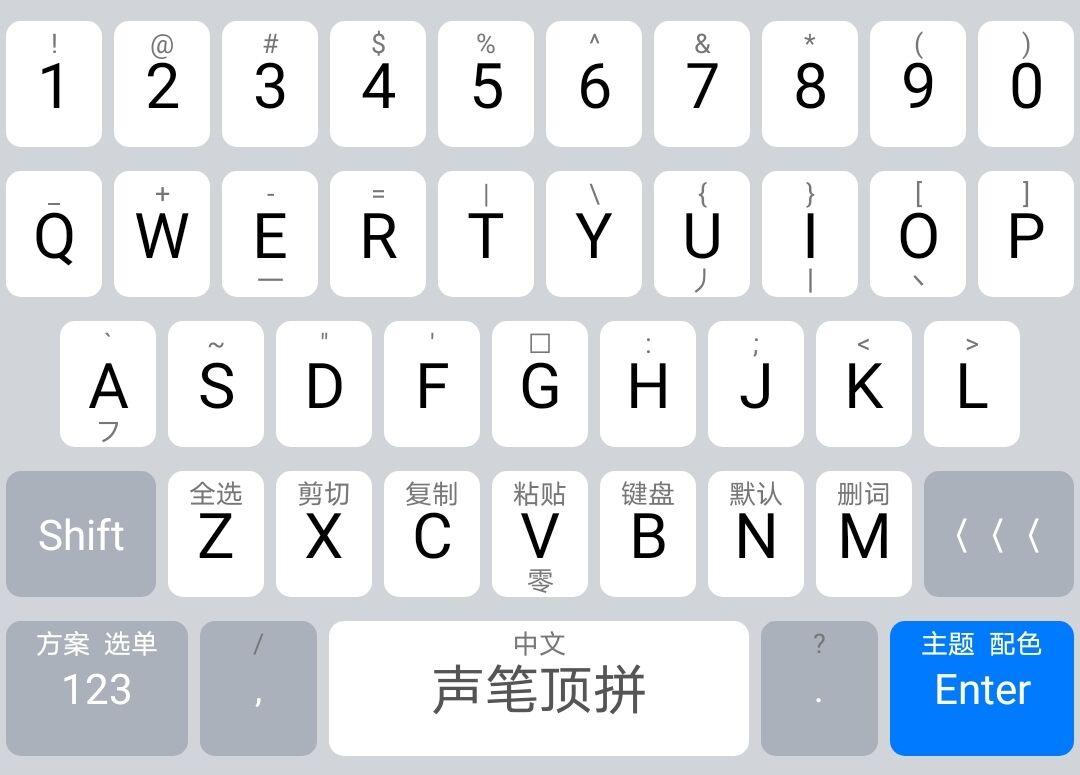 ! @ # $ % ^ & * ( )
1 2 3 4 5 6 7 8 9 0
_ + - = | \ { } [ ]
Q W E R T Y U I O P
一 丿 丨 丶
` ~ " ' □ : ; < >
A S D F G H J K L
フ
全选 剪切 复制 粘贴 键盘 默认 删词
Shift Z X C V B N M 〈〈〈
零
方案 选单 / 中文 ? 主题 配色
123 , 声笔顶拼 . Enter